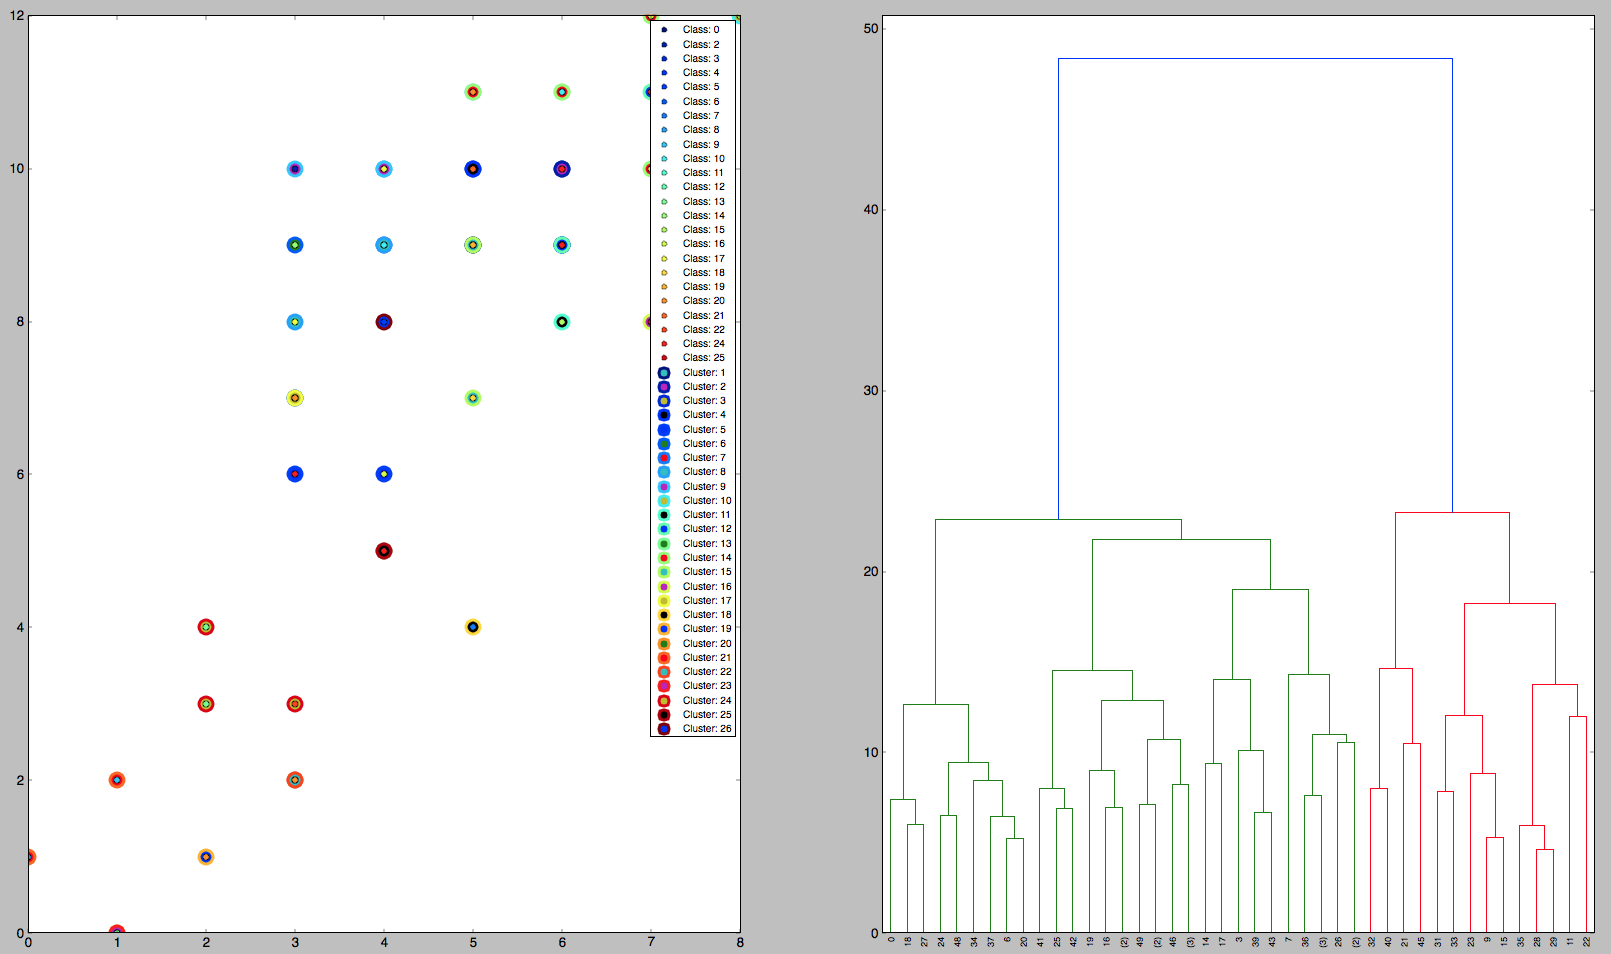 12
10
8
6
4
2
0
0 1 2 3 4 5 6 7 8
Class: 0
Class: 2
Class: 3
Class: 4
Class: 5
Class: 6
Class: 7
Class: 8
Class: 9
Class: 10
Class: 11
Class: 12
Class: 13
Class: 14
Class: 15
Class: 16
Class: 17
Class: 18
Class: 19
Class: 20
Class: 21
Class: 22
Class: 24
Class: 25
Cluster: 1
Cluster: 2
Cluster: 3
Cluster: 4
Cluster: 5
Cluster: 6
Cluster: 7
Cluster: 8
Cluster: 9
Cluster: 10
Cluster: 11
Cluster: 12
Cluster: 13
Cluster: 14
Cluster: 15
Cluster: 16
Cluster: 17
Cluster: 18
Cluster: 19
Cluster: 20
Cluster: 21
Cluster: 22
Cluster: 23
Cluster: 24
Cluster: 25
Cluster: 26
50
40
30
20
10
0
0 18 27 24 48 34 37 6 20 41 25 42 19 16 (2) 49 (2) 46 (3) 14 17 3 39 43 7 36 (3) 26 (2) 32 40 21 45 31 33 23 9 15 35 28 29 11 22